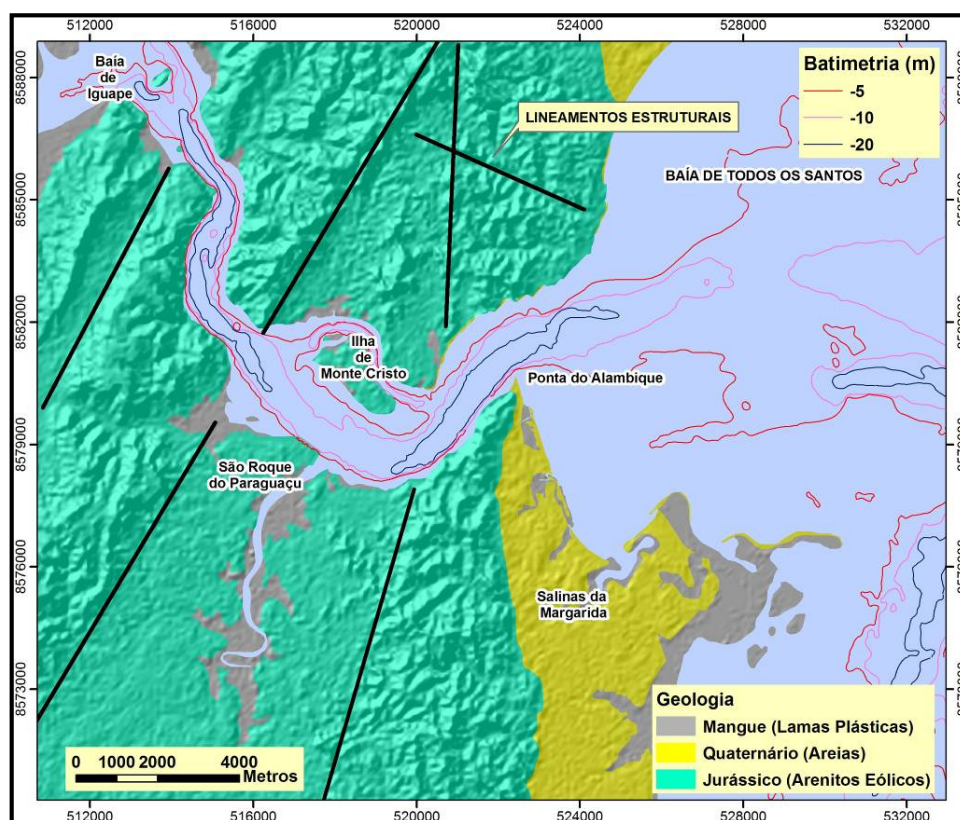 512000
516000
520000
524000
528000
532000
Baía
de
Iguape
Batimetria (m)
-5
-10
-20
LINEAMENTOS ESTRUTURAIS
BAÍA DE TODOS OS SANTOS
8588000
8585000
8582000
8579000
8576000
8573000
Ilha
de
Monte Cristo
Ponta do Alambique
São Roque
do Paraguaçu
Salinas da
Margarida
Geologia
Mangue (Lamas Plásticas)
Quaternário (Areias)
Jurássico (Arenitos Eólicos)
0 1000 2000 4000
Metros
512000
516000
520000
524000
528000
532000